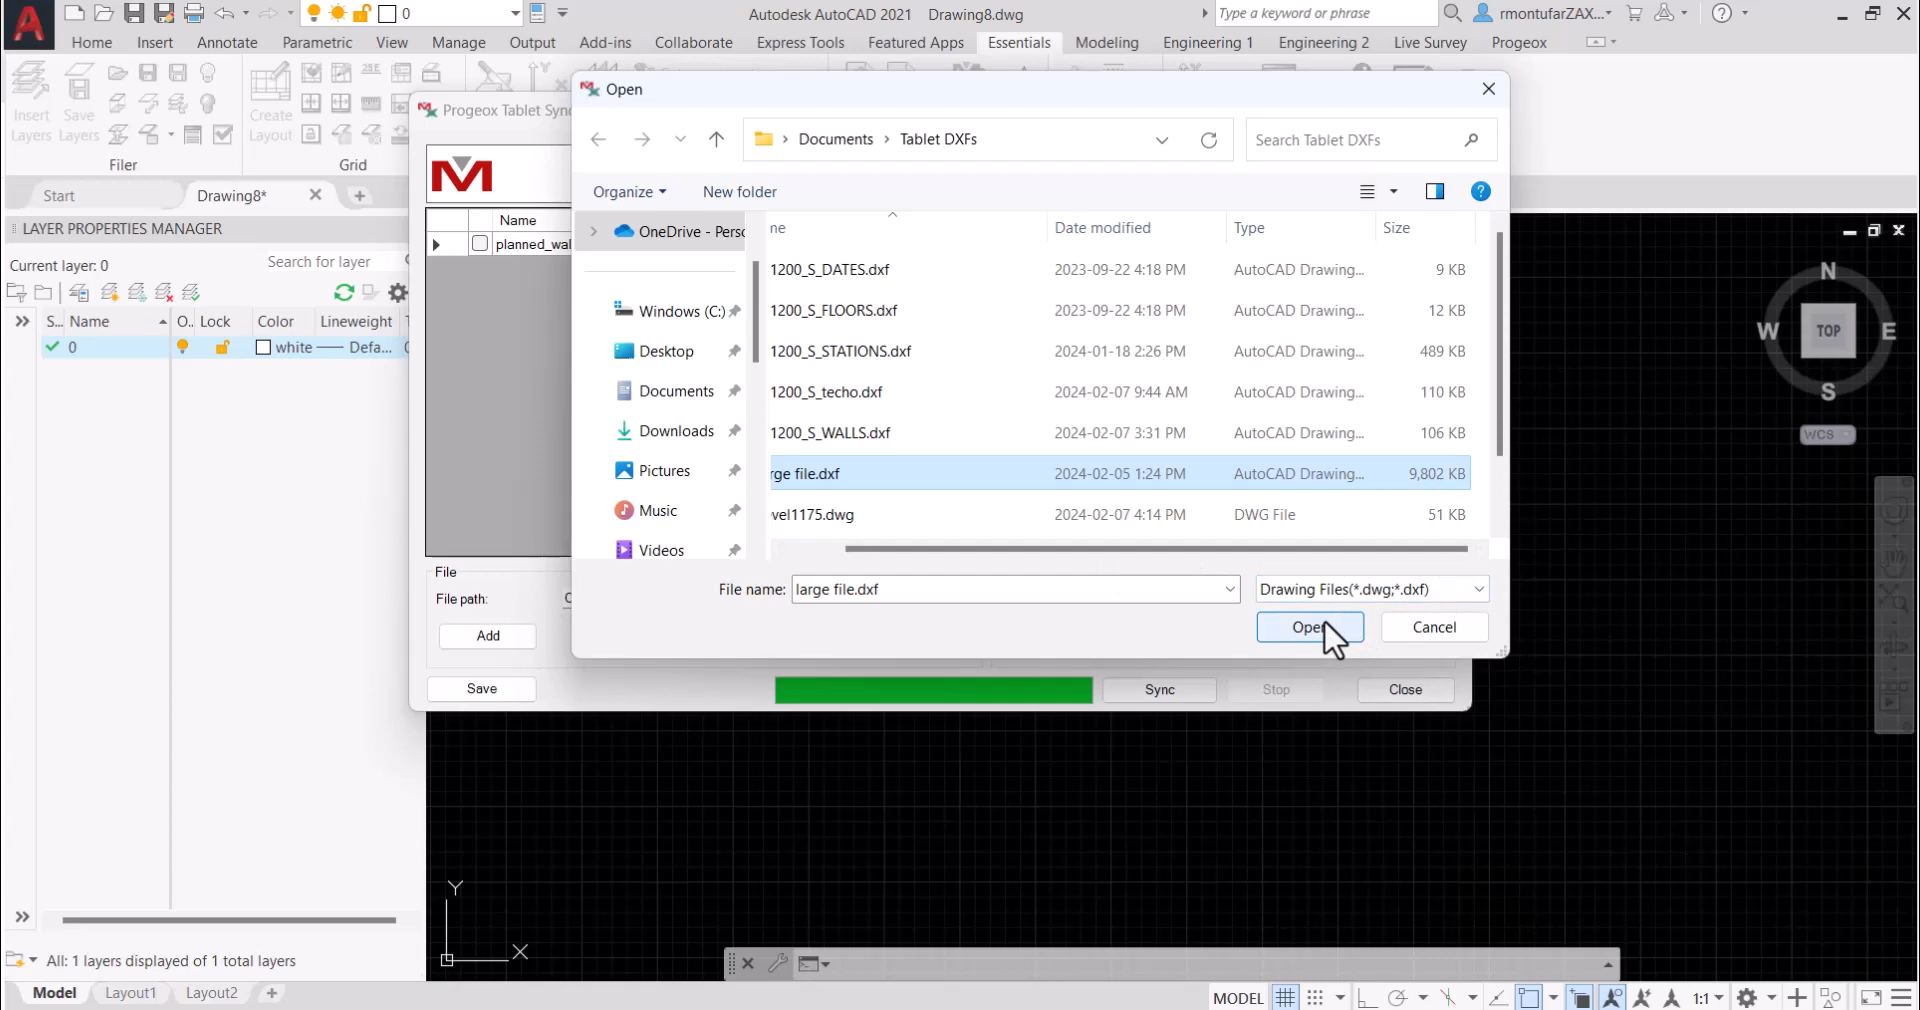 0
Autodesk AutoCAD 2021 Drawing8.dwg
Type a keyword or phrase
rmontufarZAX...
Home Insert Annotate Parametric View Manage Output Add-ins Collaborate Express Tools Featured Apps Essentials Modeling Engineering 1 Engineering 2 Live Survey Progeox
Insert Layers
Save Layers
Create Layout
Filer
Grid
Start
Drawing8*
LAYER PROPERTIES MANAGER
Current layer: 0
Search for layer
S.. Name O.. Lock Color Lineweight
0 white Defa...
All: 1 layers displayed of 1 total layers
Model Layout1 Layout2
Progeox Tablet Sync
M
Name
planned_wal
File
File path:
Add
Save
Sync
Stop
Close
Open
Documents › Tablet DXFs
Search Tablet DXFs
Organize
New folder
OneDrive - Perso
Windows (C:)
Desktop
Documents
Downloads
Pictures
Music
Videos
ne Date modified Type Size
1200_S_DATES.dxf 2023-09-22 4:18 PM AutoCAD Drawing... 9 KB
1200_S_FLOORS.dxf 2023-09-22 4:18 PM AutoCAD Drawing... 12 KB
1200_S_STATIONS.dxf 2024-01-18 2:26 PM AutoCAD Drawing... 489 KB
1200_S_techo.dxf 2024-02-07 9:44 AM AutoCAD Drawing... 110 KB
1200_S_WALLS.dxf 2024-02-07 3:31 PM AutoCAD Drawing... 106 KB
rge file.dxf 2024-02-05 1:24 PM AutoCAD Drawing... 9,802 KB
vel1175.dwg 2024-02-07 4:14 PM DWG File 51 KB
File name: large file.dxf
Drawing Files(*.dwg;*.dxf)
Open
Cancel
N
W TOP E
S
WCS
Y
X
MODEL
1:1